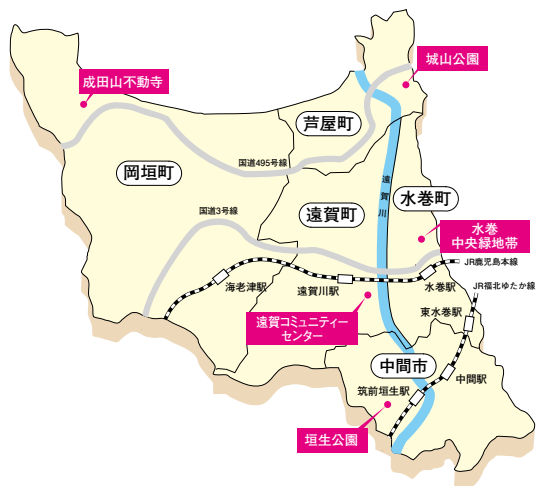 城山公園
成田山不動寺
芦屋町
国道495号線
岡垣町
遠賀川
水巻町
国道3号線
遠賀町
水巻
中央緑地帯
JR鹿児島本線
海老津駅
遠賀川駅
水巻駅
JR福北ゆたか線
東水巻駅
遠賀コミュニティー
センター
中間市
筑前垣生駅
中間駅
垣生公園